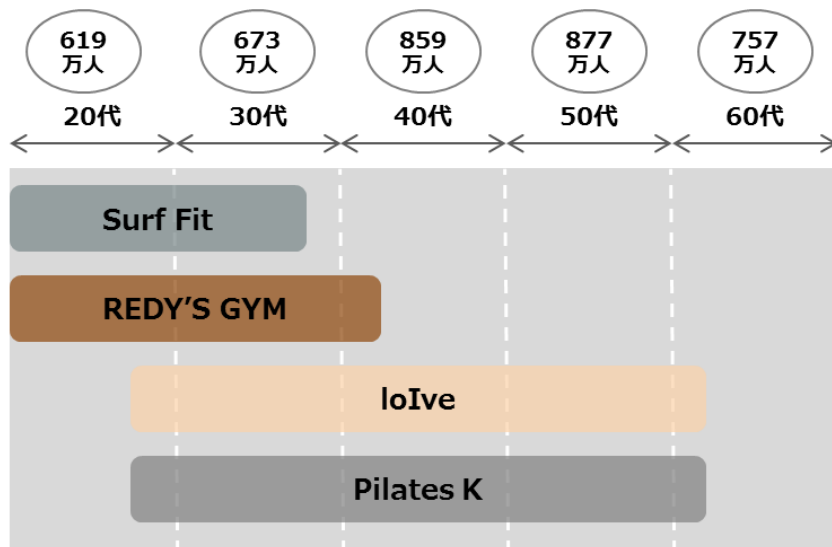 619
万人
673
万人
859
万人
877
万人
757
万人
20代
30代
40代
50代
60代
Surf Fit
REDY’S GYM
loIve
Pilates K